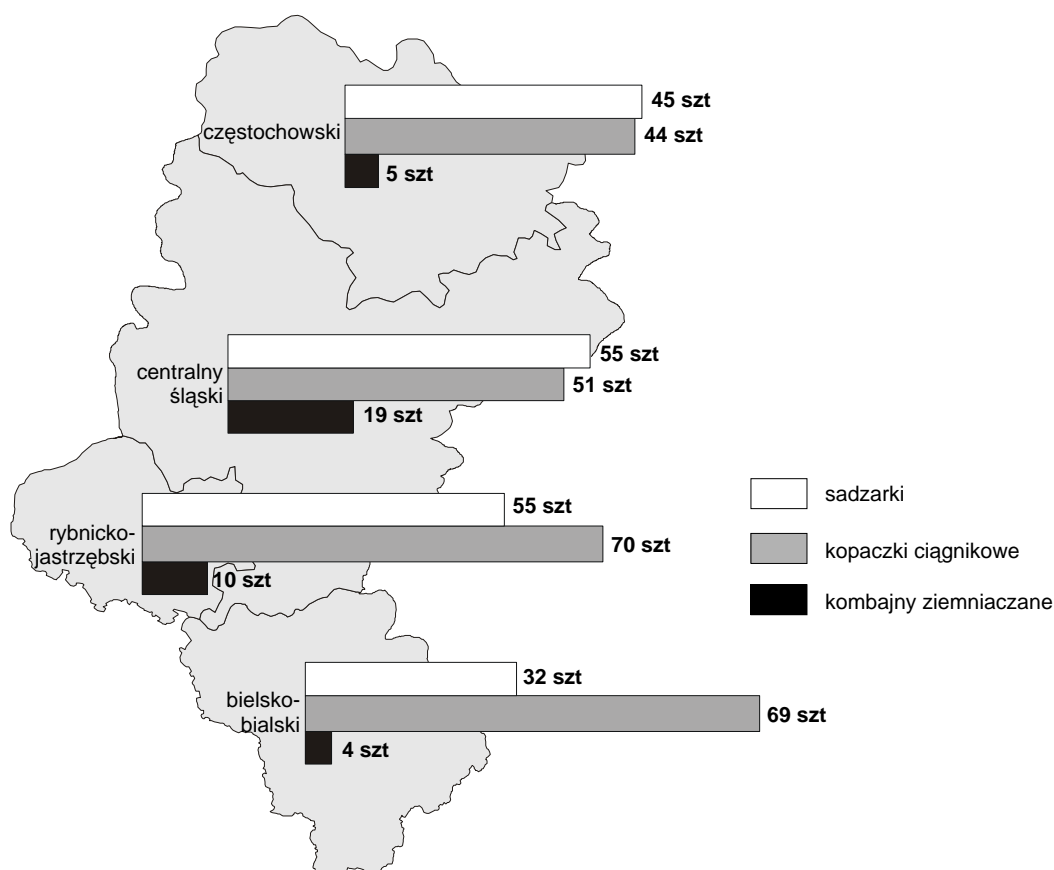 częstochowski
45 szt
44 szt
5 szt
centralny
śląski
55 szt
51 szt
19 szt
rybnicko-
jastrzębski
55 szt
70 szt
10 szt
bielsko-
bialski
32 szt
69 szt
4 szt
sadzarki
kopaczki ciągnikowe
kombajny ziemniaczane